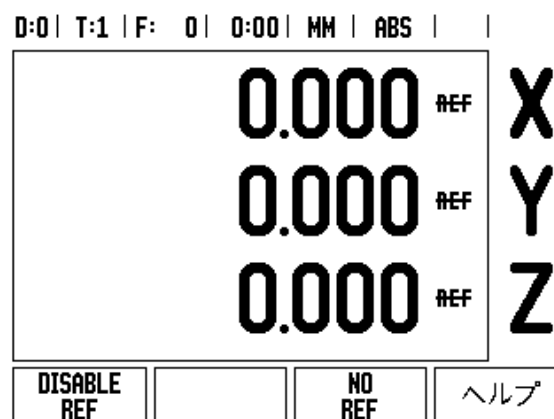 D:0| T:1 | F: 0| 0:00| MM | ABS | |
0.000 REF X
0.000 REF Y
0.000 REF Z
DISABLE REF
NO REF
ヘルプ